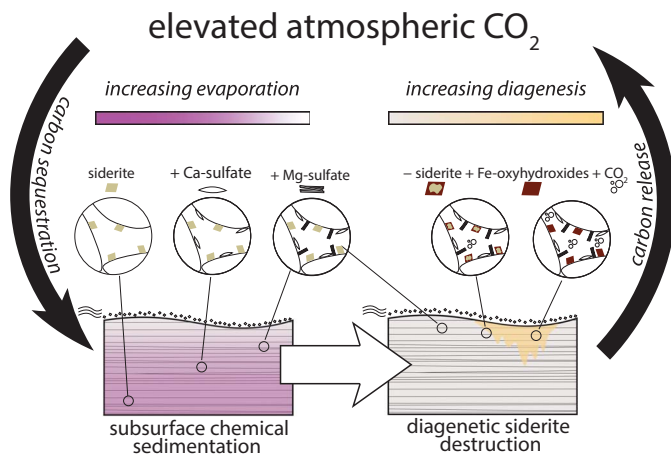 elevated atmospheric CO2
increasing evaporation
increasing diagenesis
carbon sequestration
carbon release
siderite
+ Ca-sulfate
+ Mg-sulfate
– siderite + Fe-oxyhydroxides + CO2
subsurface chemical
sedimentation
diagenetic siderite
destruction